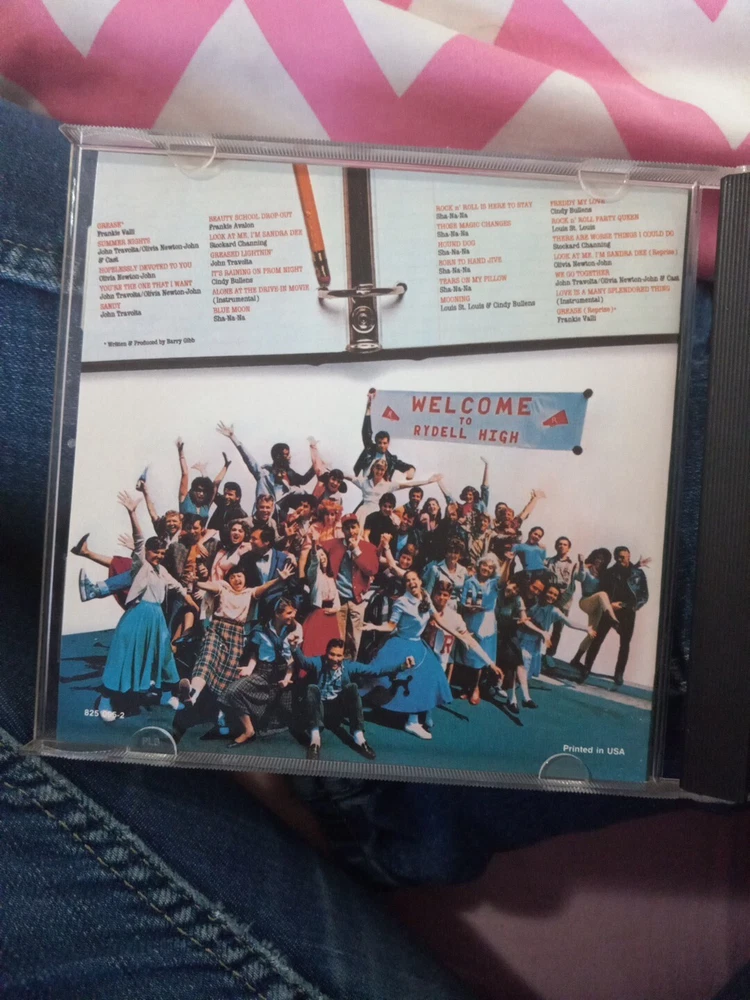 GREASE*
Frankie Valli
SUMMER NIGHTS
John Travolta/Olivia Newton-John
& Cast
HOPELESSLY DEVOTED TO YOU
Olivia Newton-John
YOU'RE THE ONE THAT I WANT
John Travolta/Olivia Newton-John
SANDY
John Travolta
* Written & Produced by Barry Gibb
BEAUTY SCHOOL DROP-OUT
Frankie Avalon
LOOK AT ME, I'M SANDRA DEE
Stockard Channing
GREASED LIGHTNIN'
John Travolta
IT'S RAINING ON PROM NIGHT
Cindy Bullens
ALONE AT THE DRIVE-IN MOVIE
(Instrumental)
BLUE MOON
Sha-Na-Na
ROCK n' ROLL IS HERE TO STAY
Sha-Na-Na
THOSE MAGIC CHANGES
Sha-Na-Na
HOUND DOG
Sha-Na-Na
BORN TO HAND JIVE
Sha-Na-Na
TEARS ON MY PILLOW
Sha-Na-Na
MOONING
Louis St. Louis & Cindy Bullens
FREDDY MY LOVE
Cindy Bullens
ROCK n' ROLL PARTY QUEEN
Louis St. Louis
THERE ARE WORSE THINGS I COULD DO
Stockard Channing
LOOK AT ME, I'M SANDRA DEE (Reprise)
Olivia Newton-John
WE GO TOGETHER
John Travolta/Olivia Newton-John & Cast
LOVE IS A MANY SPLENDORED THING
(Instrumental)
GREASE (Reprise)*
Frankie Valli
R
WELCOME
R
TO
RYDELL HIGH
R
825 095-2
Printed in USA